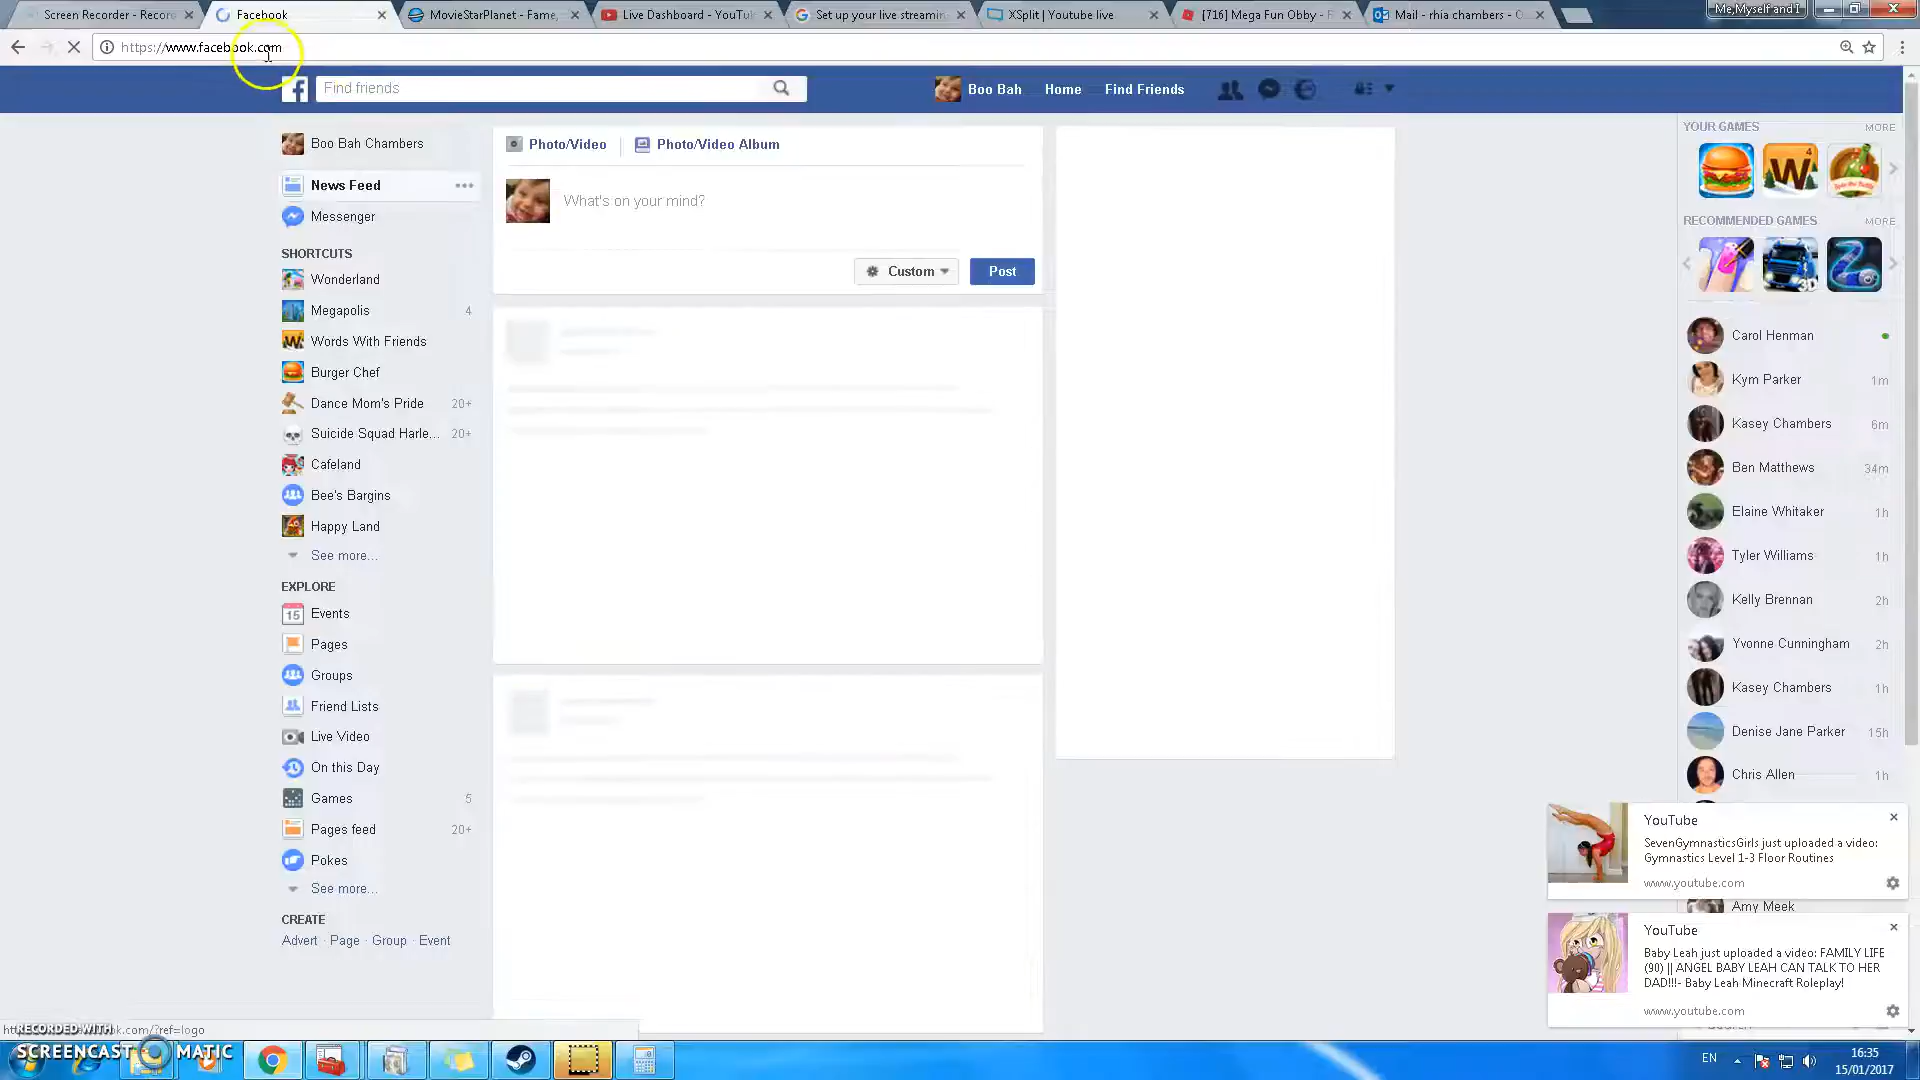 Screen Recorder - Recor
Facebook
MovieStarPlanet - Fame,
Live Dashboard - YouTu
Set up your live streamin
XSplit | Youtube live
[716] Mega Fun Obby - R
Mail - rhia chambers - O
Me,Myself and I
https://www.facebook.com
Find friends
Boo Bah
Home
Find Friends
Boo Bah Chambers
News Feed
Messenger
SHORTCUTS
Wonderland
Megapolis 4
Words With Friends
Burger Chef
Dance Mom's Pride 20+
Suicide Squad Harle... 20+
Cafeland
Bee's Bargins
Happy Land
See more...
EXPLORE
15 Events
Pages
Groups
Friend Lists
Live Video
On this Day
Games 5
Pages feed 20+
Pokes
See more...
CREATE
Advert · Page · Group · Event
Photo/Video
Photo/Video Album
What's on your mind?
Custom
Post
YOUR GAMES MORE
RECOMMENDED GAMES MORE
Carol Henman
Kym Parker 1m
Kasey Chambers 6m
Ben Matthews 34m
Elaine Whitaker 1h
Tyler Williams 1h
Kelly Brennan 2h
Yvonne Cunningham 2h
Kasey Chambers 1h
Denise Jane Parker 15h
Chris Allen 1h
YouTube
SevenGymnasticsGirls just uploaded a video:
Gymnastics Level 1-3 Floor Routines
www.youtube.com
Amy Meek
YouTube
Baby Leah just uploaded a video: FAMILY LIFE
(90) || ANGEL BABY LEAH CAN TALK TO HER
DAD!!!- Baby Leah Minecraft Roleplay!
www.youtube.com
RECORDED WITH
SCREENCAST MATIC
EN
16:35
15/01/2017